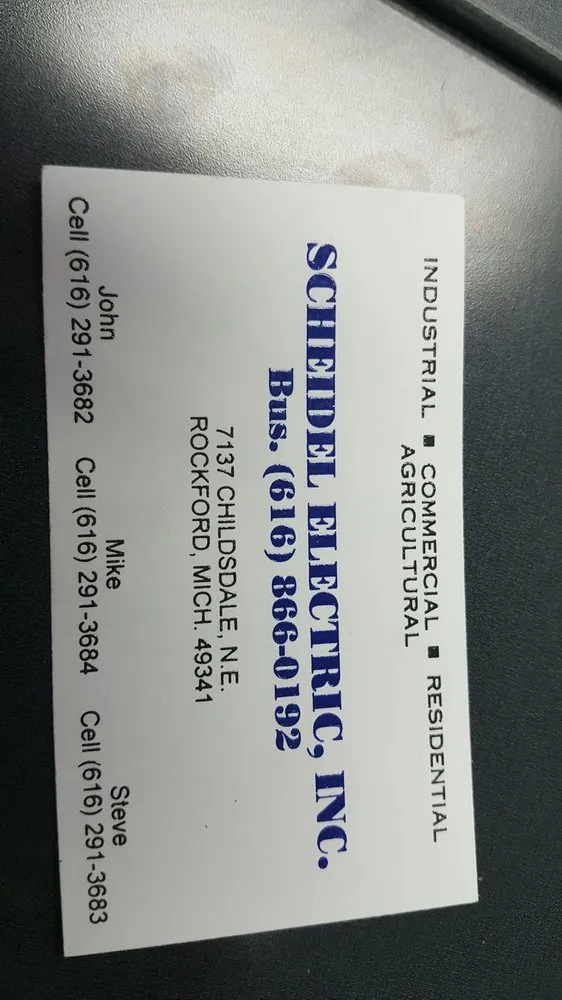 INDUSTRIAL ■ COMMERCIAL ■ RESIDENTIAL
AGRICULTURAL
SCHEIDEL ELECTRIC, INC.
Bus. (616) 866-0192
7137 CHILDSDALE, N.E.
ROCKFORD, MICH. 49341
John Mike Steve
Cell (616) 291-3682 Cell (616) 291-3684 Cell (616) 291-3683